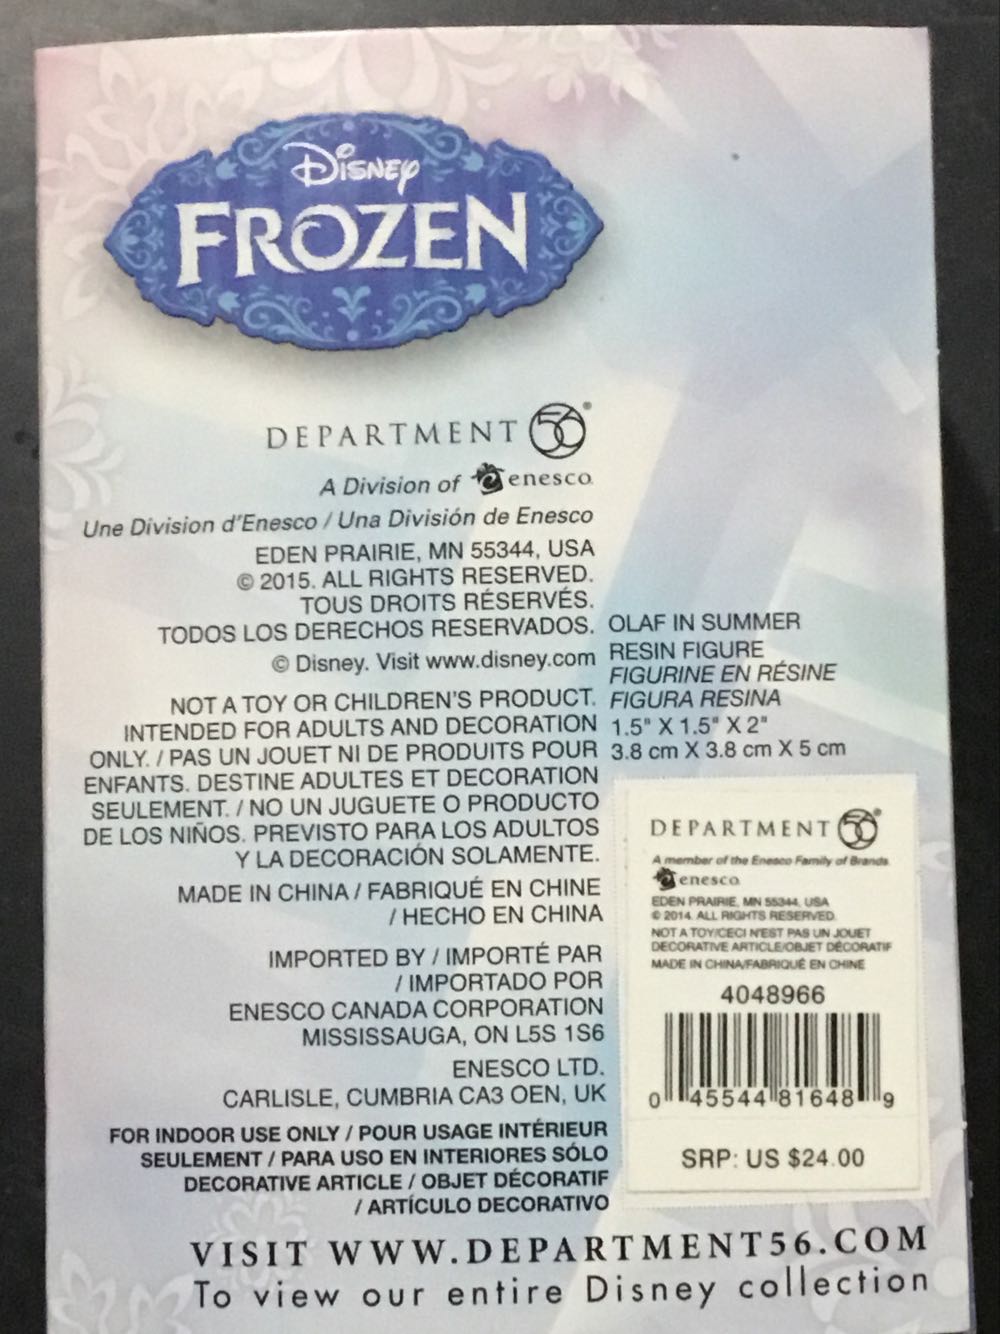 Disney
FROZEN
DEPARTMENT 56®
A Division of enesco.
Une Division d'Enesco / Una División de Enesco
EDEN PRAIRIE, MN 55344, USA
© 2015. ALL RIGHTS RESERVED.
TOUS DROITS RÉSERVÉS.
TODOS LOS DERECHOS RESERVADOS.
© Disney. Visit www.disney.com
NOT A TOY OR CHILDREN'S PRODUCT.
INTENDED FOR ADULTS AND DECORATION
ONLY. / PAS UN JOUET NI DE PRODUITS POUR
ENFANTS. DESTINE ADULTES ET DECORATION
SEULEMENT. / NO UN JUGUETE O PRODUCTO
DE LOS NIÑOS. PREVISTO PARA LOS ADULTOS
Y LA DECORACIÓN SOLAMENTE.
MADE IN CHINA / FABRIQUÉ EN CHINE
/ HECHO EN CHINA
IMPORTED BY / IMPORTÉ PAR
/ IMPORTADO POR
ENESCO CANADA CORPORATION
MISSISSAUGA, ON L5S 1S6
ENESCO LTD.
CARLISLE, CUMBRIA CA3 OEN, UK
FOR INDOOR USE ONLY / POUR USAGE INTÉRIEUR
SEULEMENT / PARA USO EN INTERIORES SÓLO
DECORATIVE ARTICLE / OBJET DÉCORATIF
/ ARTÍCULO DECORATIVO
OLAF IN SUMMER
RESIN FIGURE
FIGURINE EN RÉSINE
FIGURA RESINA
1.5" X 1.5" X 2"
3.8 cm X 3.8 cm X 5 cm
DEPARTMENT 56®
A member of the Enesco Family of Brands
enesco.
EDEN PRAIRIE, MN 55344, USA
© 2014. ALL RIGHTS RESERVED.
NOT A TOY/CECI N'EST PAS UN JOUET
DECORATIVE ARTICLE/OBJET DÉCORATIF
MADE IN CHINA/FABRIQUÉ EN CHINE
4048966
0 45544 81648 9
SRP: US $24.00
VISIT WWW.DEPARTMENT56.COM
To view our entire Disney collection